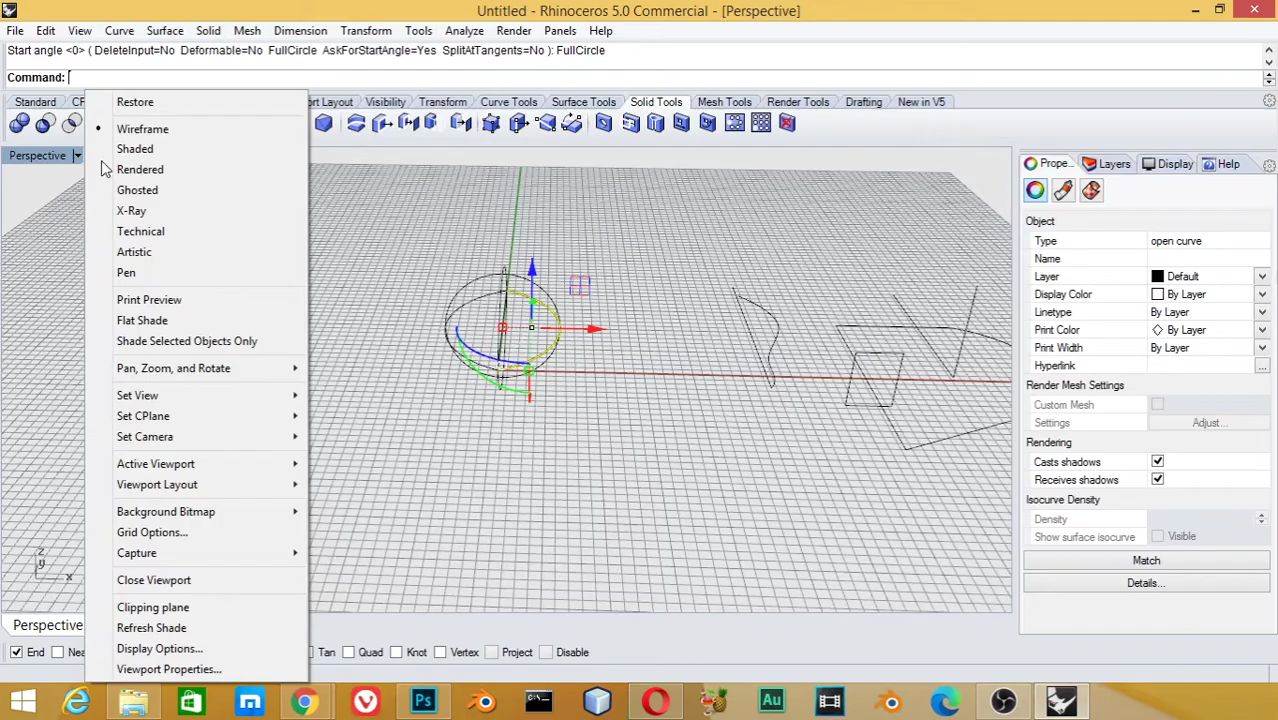 Untitled - Rhinoceros 5.0 Commercial - [Perspective]
File Edit View Curve Surface Solid Mesh Dimension Transform Tools Analyze Render Panels Help
Start angle <0> ( DeleteInput=No Deformable=No FullCircle AskForStartAngle=Yes SplitAtTangents=No ): FullCircle
Command:
Standard rt Layout Visibility Transform Curve Tools Surface Tools Solid Tools Mesh Tools Render Tools Drafting New in V5
Perspective
Restore
Wireframe
Shaded
Rendered
Ghosted
X-Ray
Technical
Artistic
Pen
Print Preview
Flat Shade
Shade Selected Objects Only
Pan, Zoom, and Rotate
Set View
Set CPlane
Set Camera
Active Viewport
Viewport Layout
Background Bitmap
Grid Options...
Capture
Close Viewport
Clipping plane
Refresh Shade
Display Options...
Viewport Properties...
z
y
x
Prope... Layers Display Help
Object
Type open curve
Name
Layer Default
Display Color By Layer
Linetype By Layer
Print Color By Layer
Print Width By Layer
Hyperlink ...
Render Mesh Settings
Custom Mesh
Settings Adjust...
Rendering
Casts shadows
Receives shadows
Isocurve Density
Density
Show surface isocurve Visible
Match
Details...
Perspective
End Nea Tan Quad Knot Vertex Project Disable
Ps
Au